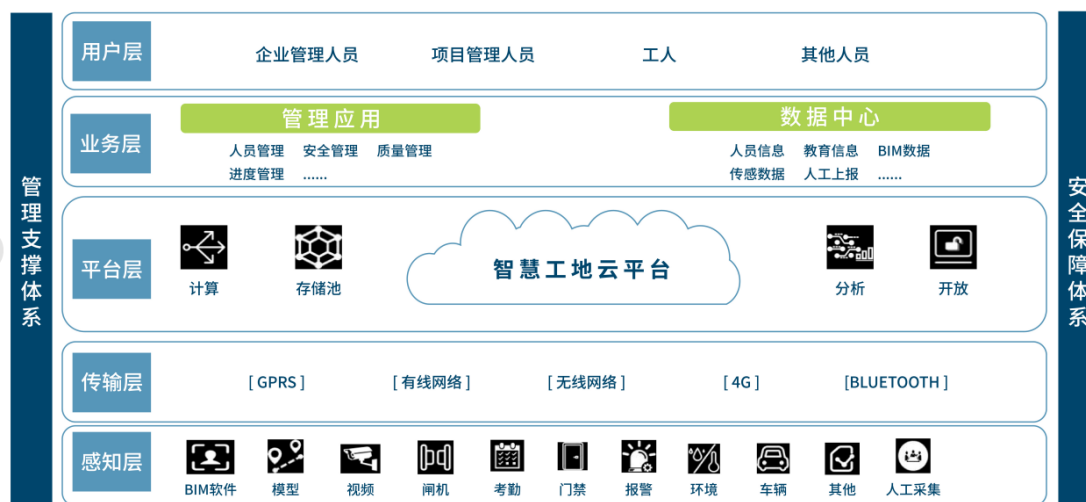 管理支撑体系
用户层
企业管理人员 项目管理人员 工人 其他人员
业务层
管理应用
人员管理 安全管理 质量管理
进度管理 ......
数据中心
人员信息 教育信息 BIM数据
传感数据 人工上报 ......
平台层
计算 存储池 智慧工地云平台 分析 开放
传输层
[ GPRS ] [ 有线网络 ] [ 无线网络 ] [ 4G ] [BLUETOOTH ]
感知层
BIM软件 模型 视频 闸机 考勤 门禁 报警 环境 车辆 其他 人工采集
安全保障体系